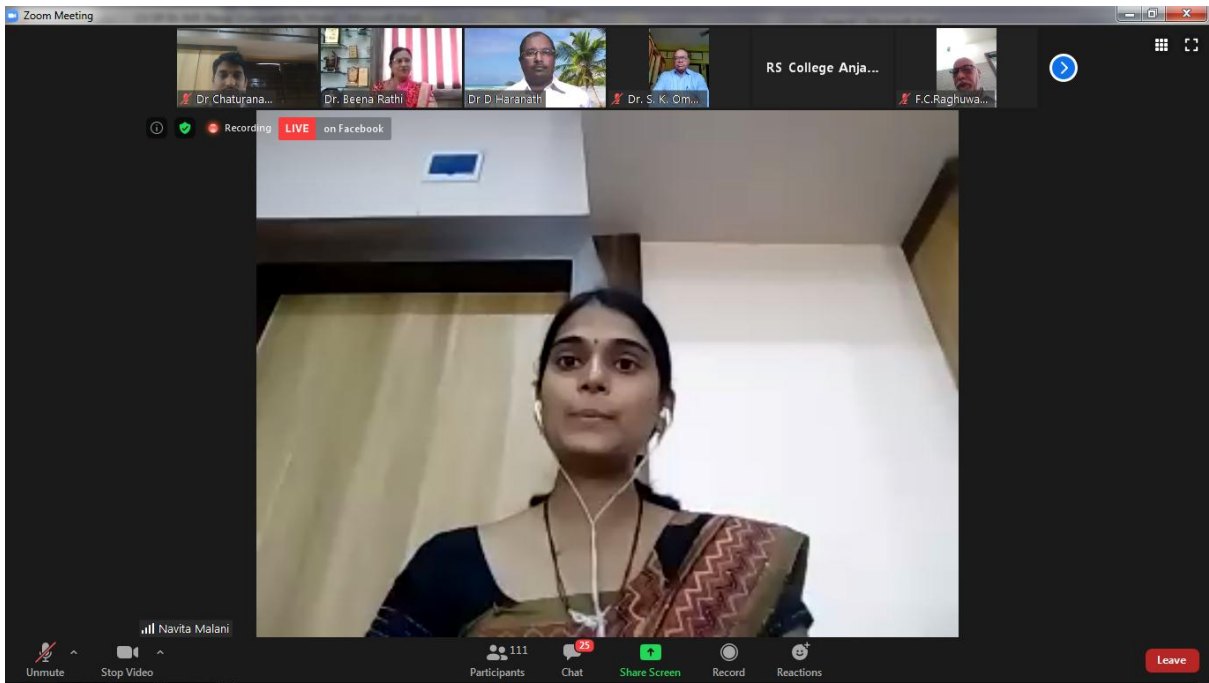 Zoom Meeting
Dr Chaturana...
Dr. Beena Rathi
Dr D Haranath
Dr. S. K. Om...
RS College Anja...
F.C.Raghuwa...
Recording
LIVE on Facebook
Navita Malani
Unmute
Stop Video
111
Participants
25
Chat
Share Screen
Record
Reactions
Leave